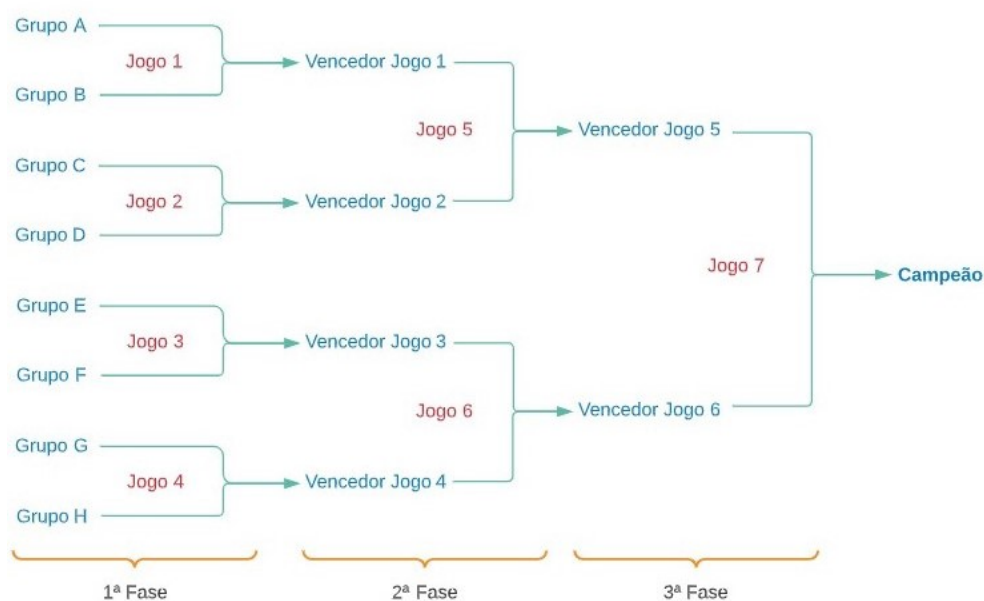 Grupo A
Jogo 1
Grupo B
Vencedor Jogo 1
Jogo 5
Vencedor Jogo 5
Grupo C
Jogo 2
Grupo D
Vencedor Jogo 2
Jogo 7
Campeão
Grupo E
Jogo 3
Grupo F
Vencedor Jogo 3
Jogo 6
Vencedor Jogo 6
Grupo G
Jogo 4
Grupo H
Vencedor Jogo 4
1ª Fase
2ª Fase
3ª Fase